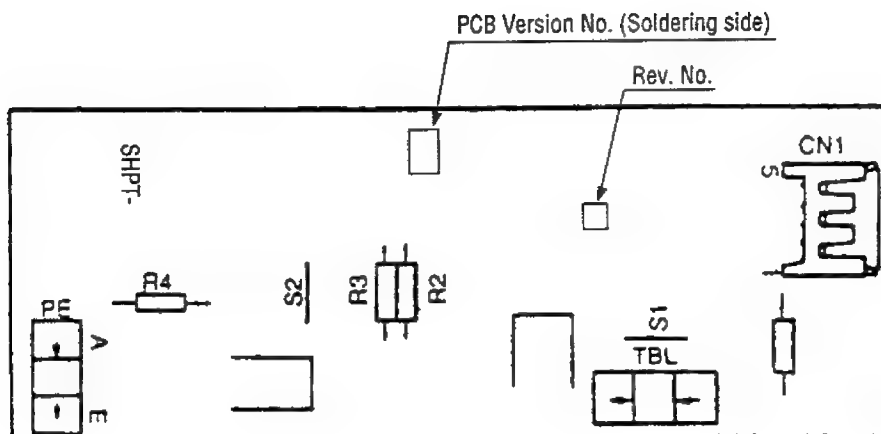 PCB Version No. (Soldering side)
Rev. No.
CN1
5
SHPT-
R4
S2
R3
R2
PE
A
E
S1
TBL